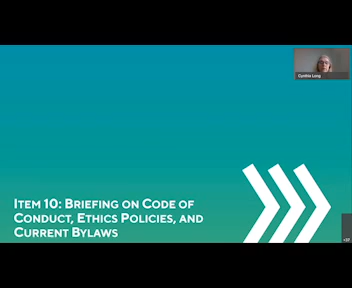 Cynthia Long
ITEM 10: BRIEFING ON CODE OF
CONDUCT, ETHICS POLICIES, AND
CURRENT BYLAWS